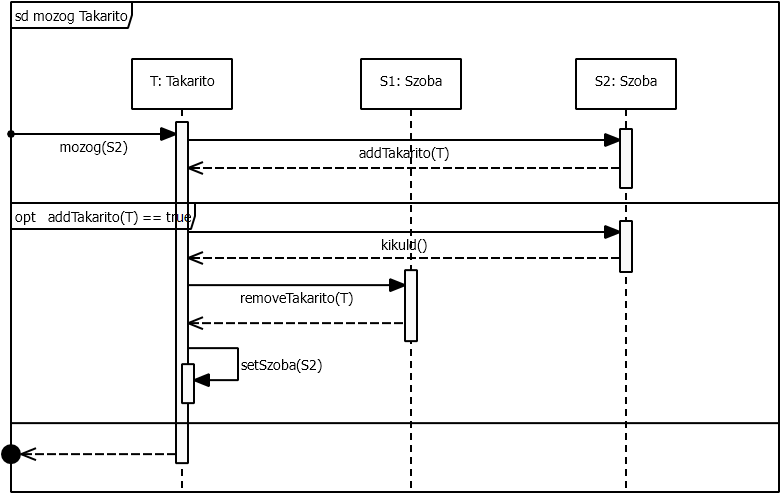 sd mozog Takarito
T: Takarito
S1: Szoba
S2: Szoba
mozog(S2)
addTakarito(T)
opt addTakarito(T) == true
kikuld()
removeTakarito(T)
setSzoba(S2)